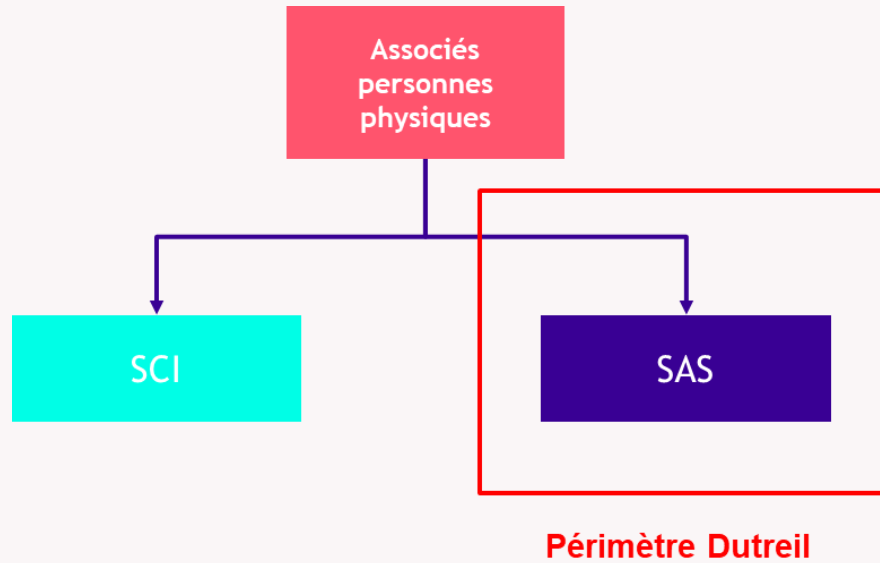 Associés
personnes
physiques
SCI
SAS
Périmètre Dutreil